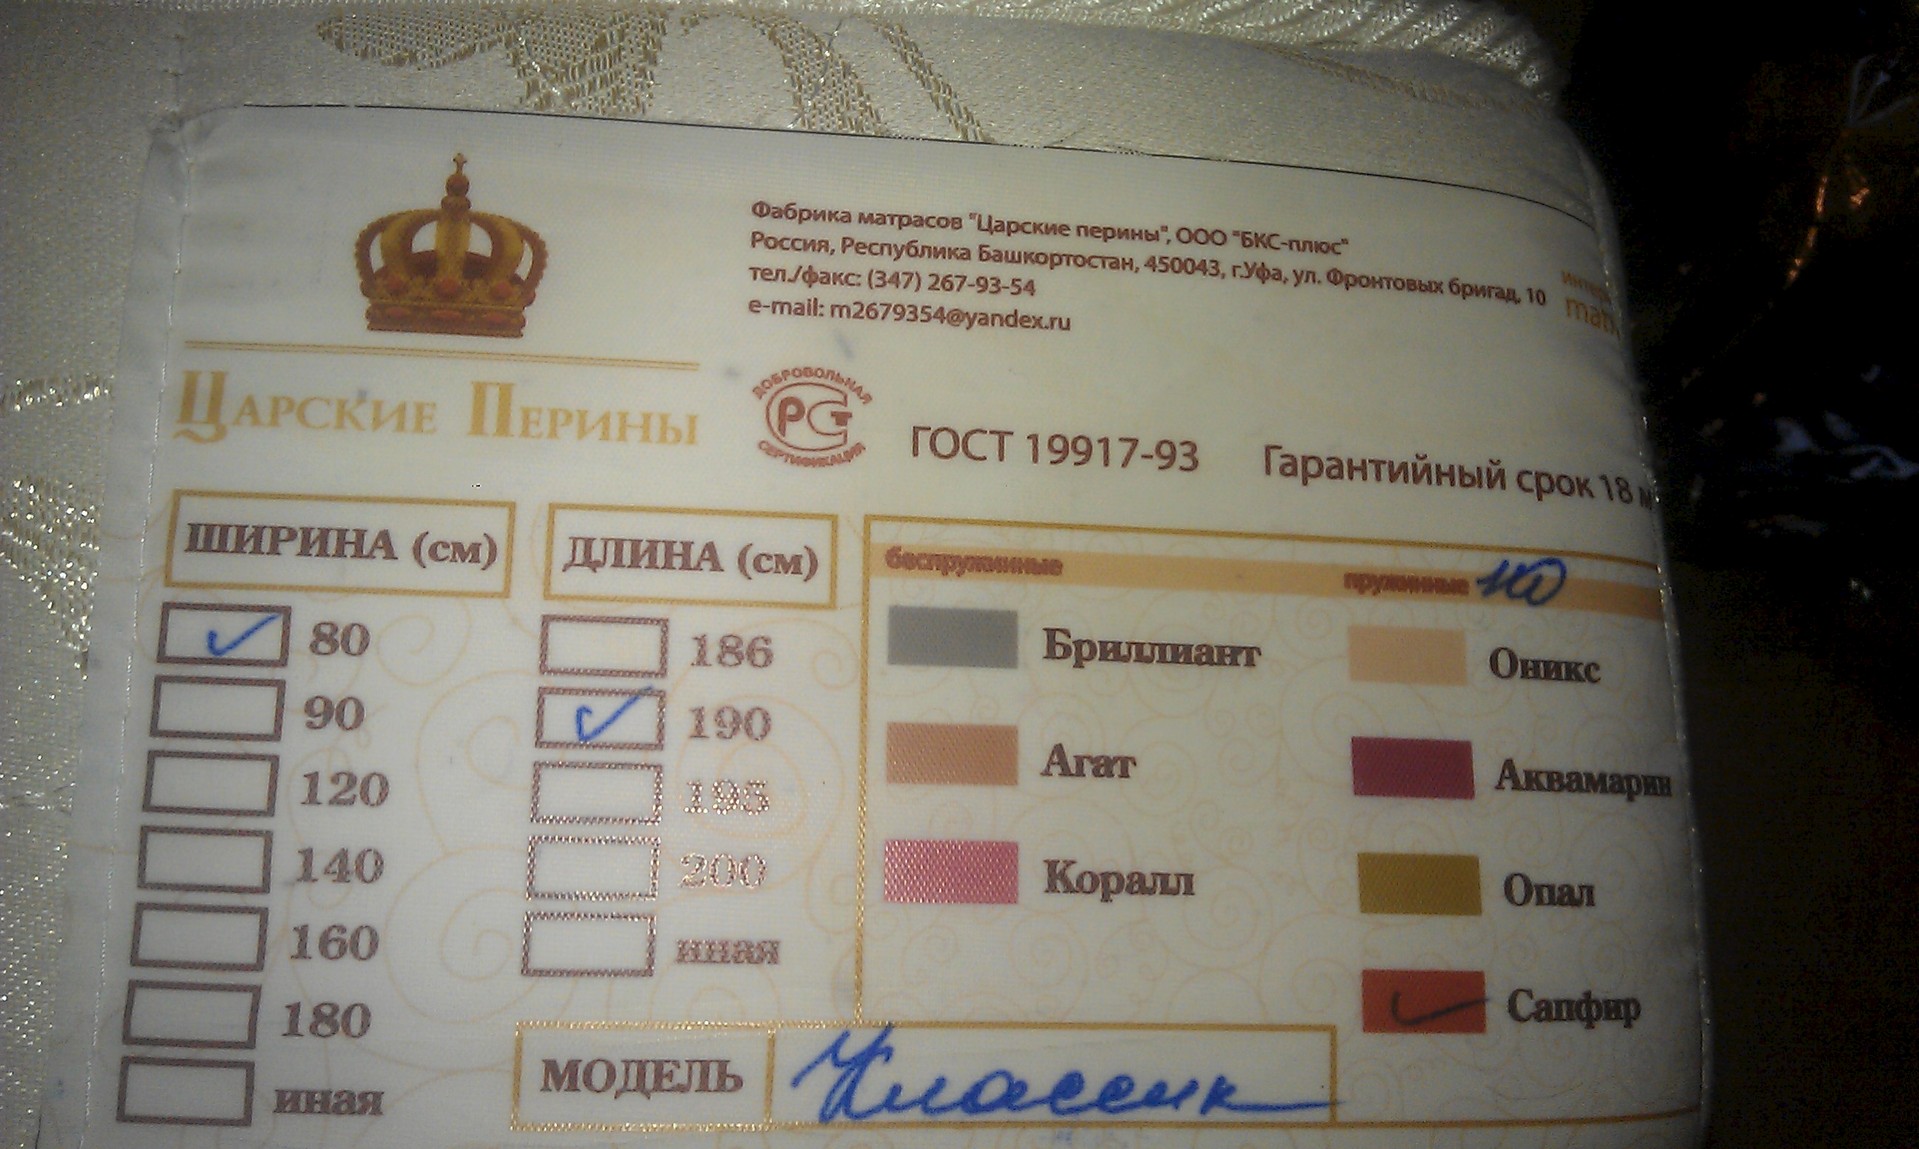 Фабрика матрасов "Царские перины", ООО "БКС-плюс"
Россия, Республика Башкортостан, 450043, г.Уфа, ул. Фронтовых бригад, 10
тел./факс: (347) 267-93-54
e-mail: m2679354@yandex.ru
ЦАРСКИЕ ПЕРИНЫ
ДОБРОВОЛЬНАЯ
РСТ
СЕРТИФИКАЦИЯ
ГОСТ 19917-93 Гарантийный срок 18 м
ШИРИНА (см)
80
90
120
140
160
180
иная
ДЛИНА (см)
186
190
195
200
иная
беспружинные
Бриллиант
Агат
Коралл
пружинные
Оникс
Аквамарин
Опал
Сапфир
МОДЕЛЬ Классик